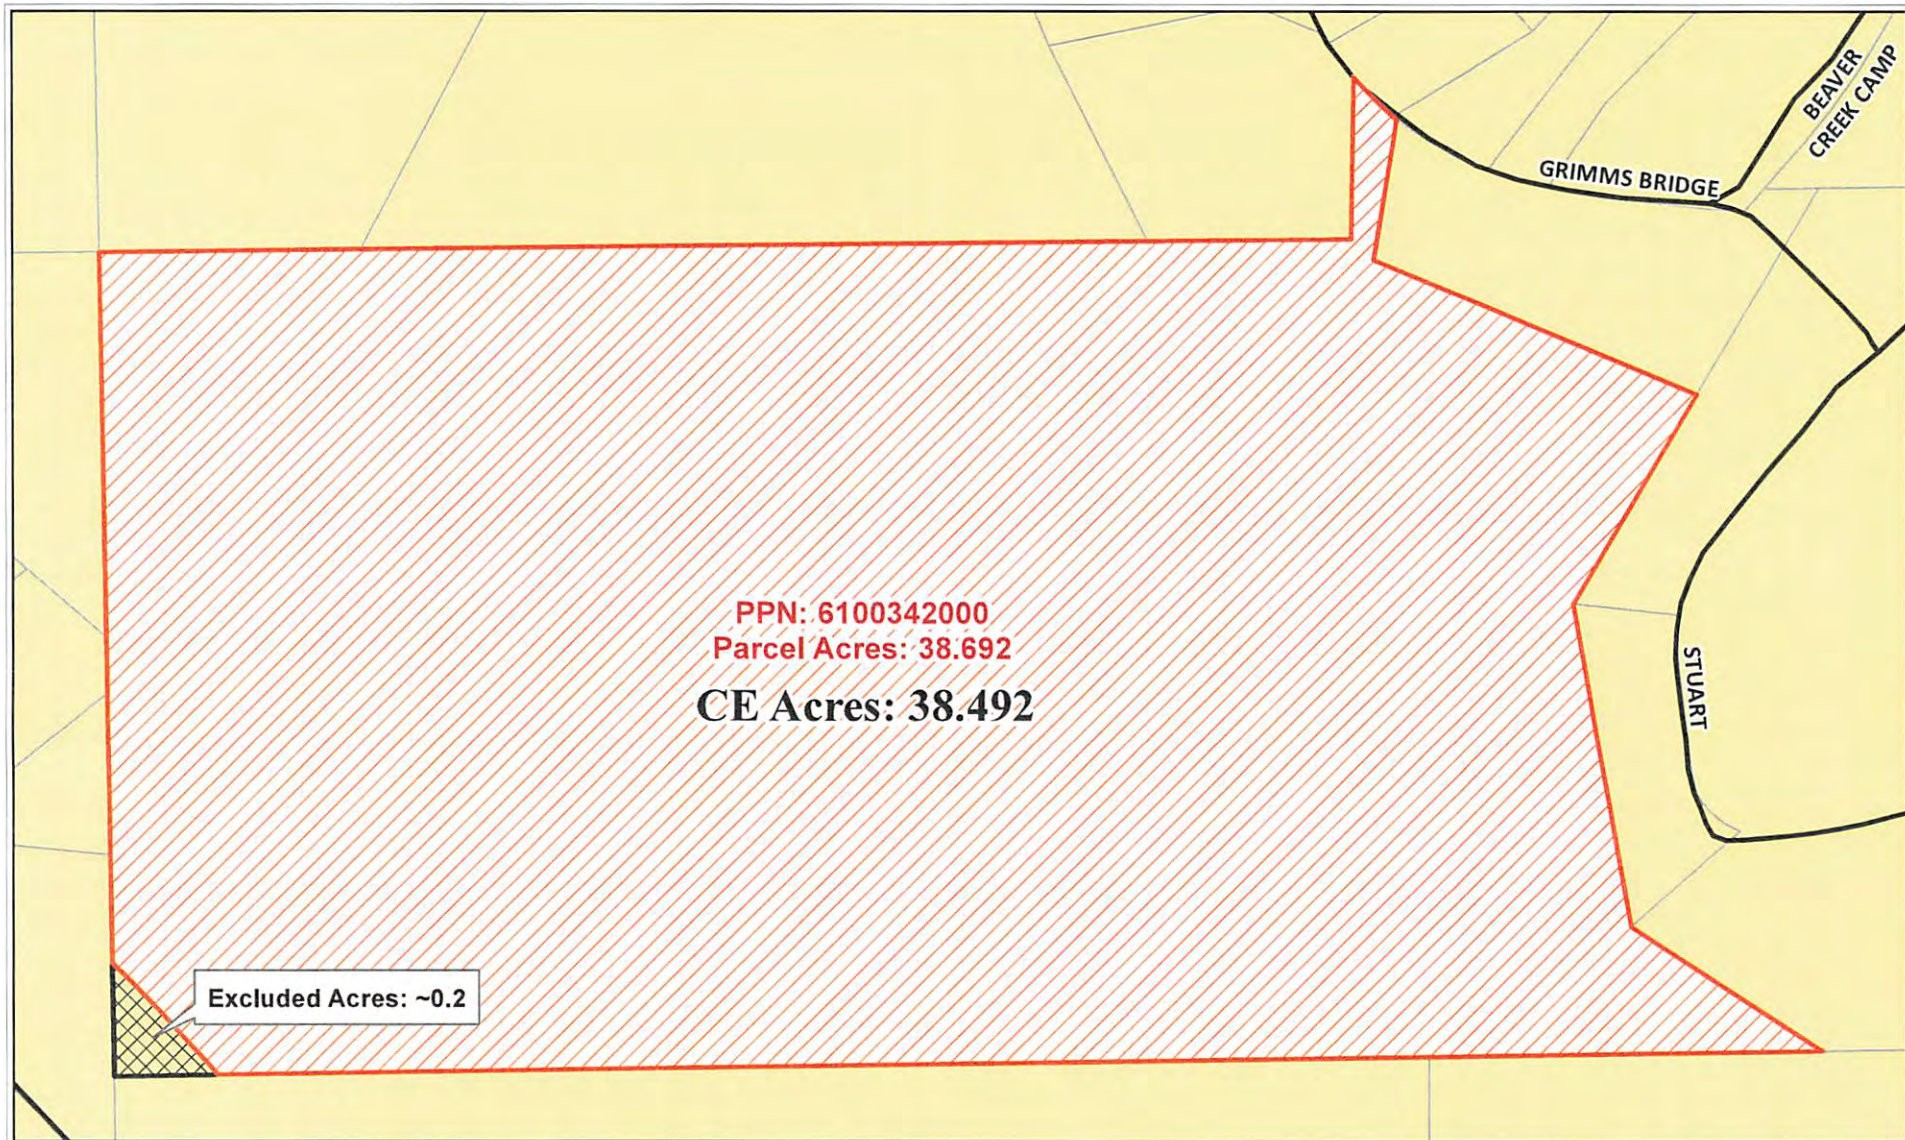 BEAVER
CREEK CAMP
GRIMMS BRIDGE
PPN: 6100342000
Parcel Acres: 38.692
CE Acres: 38.492
STUART
Excluded Acres: ~0.2